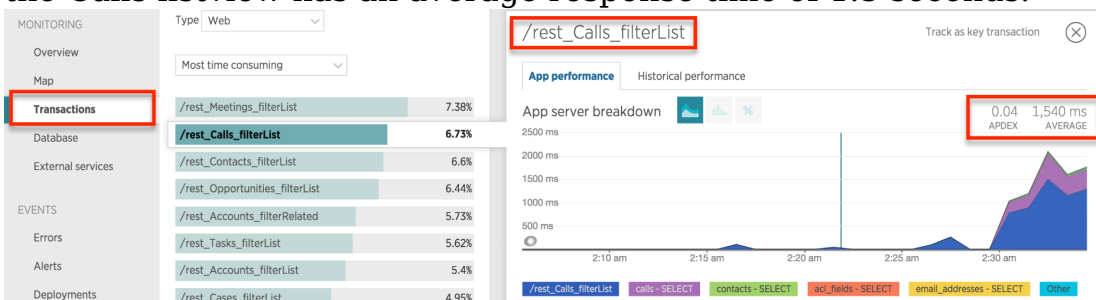 the Calls listview has an average response time of 1.5 seconds.
MONITORING
Overview
Map
Transactions
Database
External services
EVENTS
Errors
Alerts
Deployments
Type Web
Most time consuming
/rest_Meetings_filterList 7.38%
/rest_Calls_filterList 6.73%
/rest_Contacts_filterList 6.6%
/rest_Opportunities_filterList 6.44%
/rest_Accounts_filterRelated 5.73%
/rest_Tasks_filterList 5.62%
/rest_Accounts_filterList 5.4%
/rest_Cases_filterList 4.95%
/rest_Calls_filterList Track as key transaction
App performance Historical performance
App server breakdown %
0.04 1,540 ms
APDEX AVERAGE
2500 ms
2000 ms
1500 ms
1000 ms
500 ms
2:10 am 2:15 am 2:20 am 2:25 am 2:30 am
/rest_Calls_filterList calls - SELECT contacts - SELECT acl_fields - SELECT email_addresses - SELECT Other